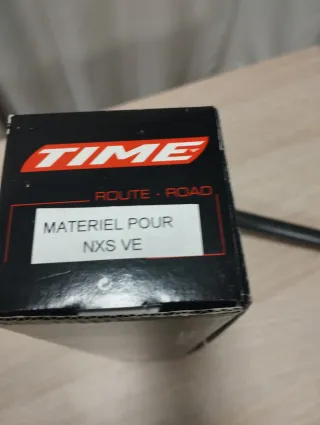 TIME
ROUTE - ROAD
MATERIEL POUR
NXS VE